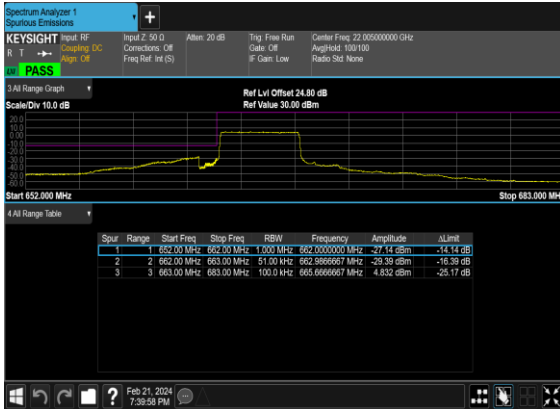 Spectrum Analyzer 1
Spurious Emissions
+
KEYSIGHT Input: RF Input Z: 50 Ω Atten: 20 dB Trig: Free Run Center Freq: 22.005000000 GHz
R T Coupling: DC Corrections: Off Gate: Off Avg|Hold: 100/100
Align: Off Freq Ref: Int (S) IF Gain: Low Radio Std: None
PASS
3 All Range Graph Ref Lvl Offset 24.80 dB
Scale/Div 10.0 dB Ref Value 30.00 dBm
20.0
10.0
0.00
-10.0
-20.0
-30.0
-40.0
-50.0
-60.0
Start 652.000 MHz Stop 683.000 MH
4 All Range Table
Spur Range Start Freq Stop Freq RBW Frequency Amplitude ΔLimit
1 1 652.00 MHz 662.00 MHz 1.000 MHz 662.0000000 MHz -27.14 dBm -14.14 dB
2 2 662.00 MHz 663.00 MHz 51.00 kHz 662.9866667 MHz -29.39 dBm -16.39 dB
3 3 663.00 MHz 683.00 MHz 100.0 kHz 665.6666667 MHz 4.832 dBm -25.17 dB
? Feb 21, 2024
7:39:58 PM